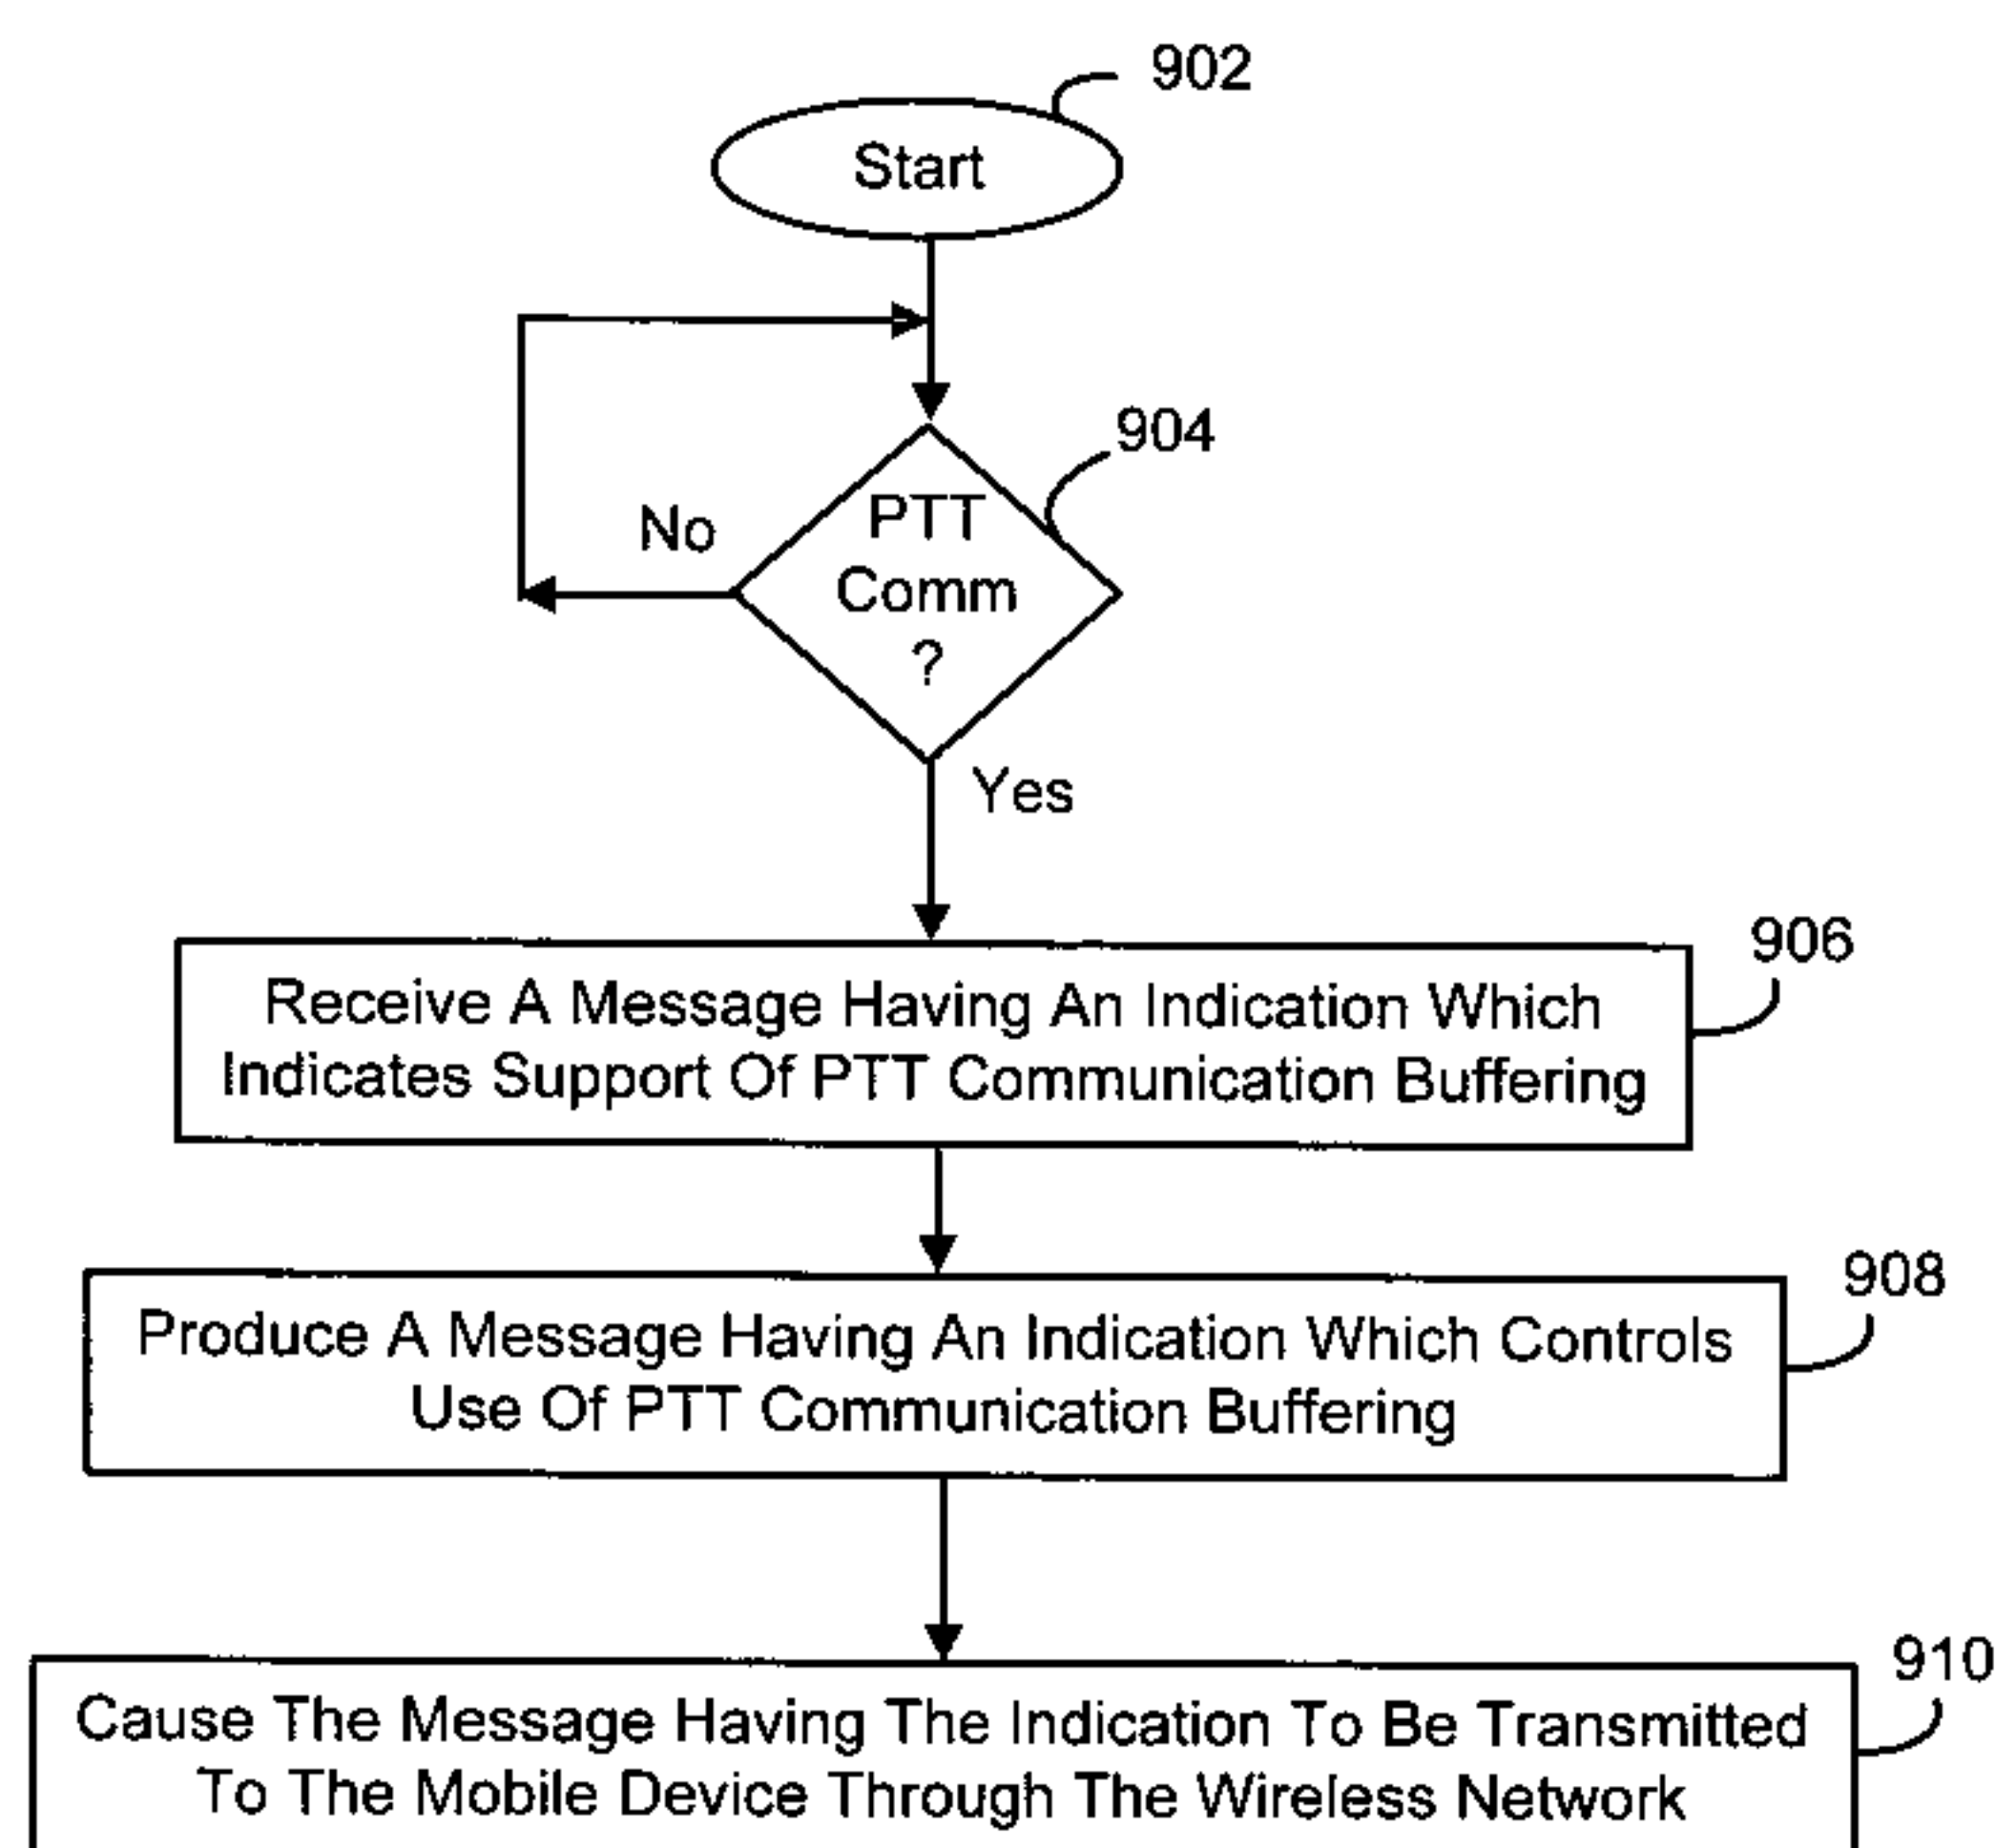 902
Start
904
PTT
Comm
?
No
Yes
906
Receive A Message Having An Indication Which
Indicates Support Of PTT Communication Buffering
908
Produce A Message Having An Indication Which Controls
Use Of PTT Communication Buffering
910
Cause The Message Having The Indication To Be Transmitted
To The Mobile Device Through The Wireless Network